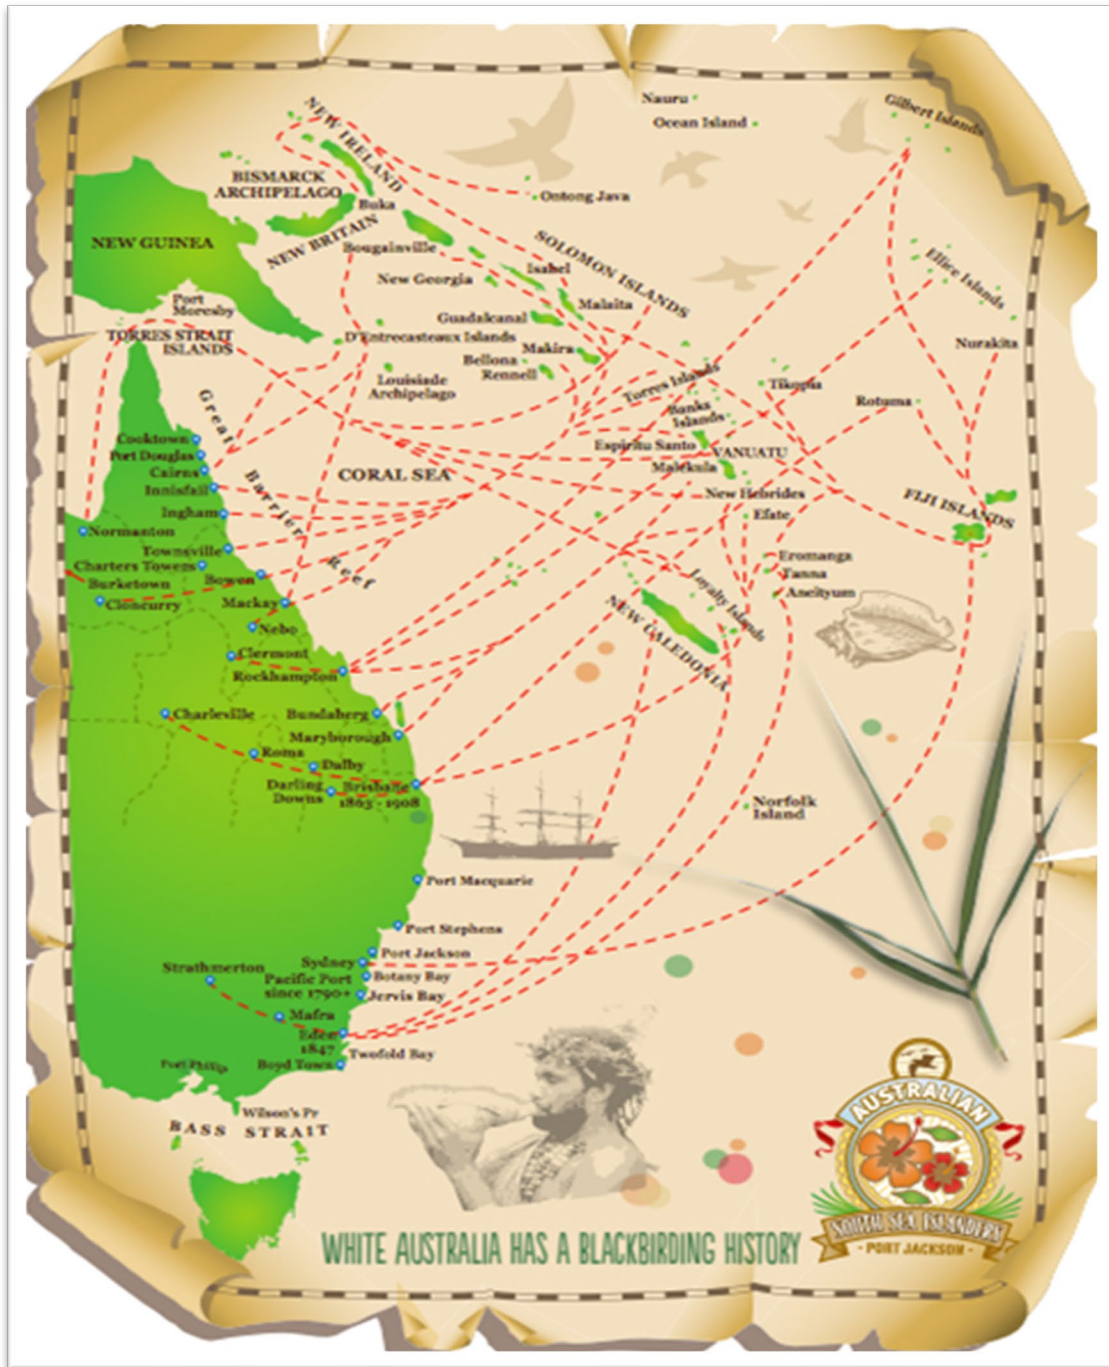 Nauru
Ocean Island
Gilbert Islands
NEW IRELAND
BISMARCK
ARCHIPELAGO
Ontong Java
Buka
NEW GUINEA
NEW BRITAIN
Bougainville
SOLOMON ISLANDS
Isabel
Ellice Islands
New Georgia
Malaita
Port
Moresby
Guadalcanal
TORRES STRAIT
ISLANDS
D'Entrecasteaux Islands
Makira
Nurakita
Bellona
Rennell
Louisiade
Archipelago
Torres Islands
Tikopia
Rotuma
Banks
Islands
Great Barrier Reef
Cooktown
Port Douglas
Espiritu Santo
VANUATU
Cairns
CORAL SEA
Malekula
Innisfail
New Hebrides
FIJI ISLANDS
Ingham
Efate
Normanton
Townsville
Eromanga
Charters Towers
Tanna
Burketown
Bowen
Aneityum
Cloncurry
Mackay
Loyalty Islands
NEW CALEDONIA
Nebo
Clermont
Rockhampton
Charleville
Bundaberg
Maryborough
Roma
Dalby
Darling
Downs
Brisbane
1863 - 1908
Norfolk
Island
Port Macquarie
Port Stephens
Port Jackson
Strathmerton
Sydney
Pacific Port
since 1790+
Botany Bay
Jervis Bay
Mafra
Eden
1847
Twofold Bay
Port Phillip
Boyd Town
Wilson's Pr
BASS STRAIT
AUSTRALIAN
SOUTH SEA ISLANDERS
- PORT JACKSON -
WHITE AUSTRALIA HAS A BLACKBIRDING HISTORY